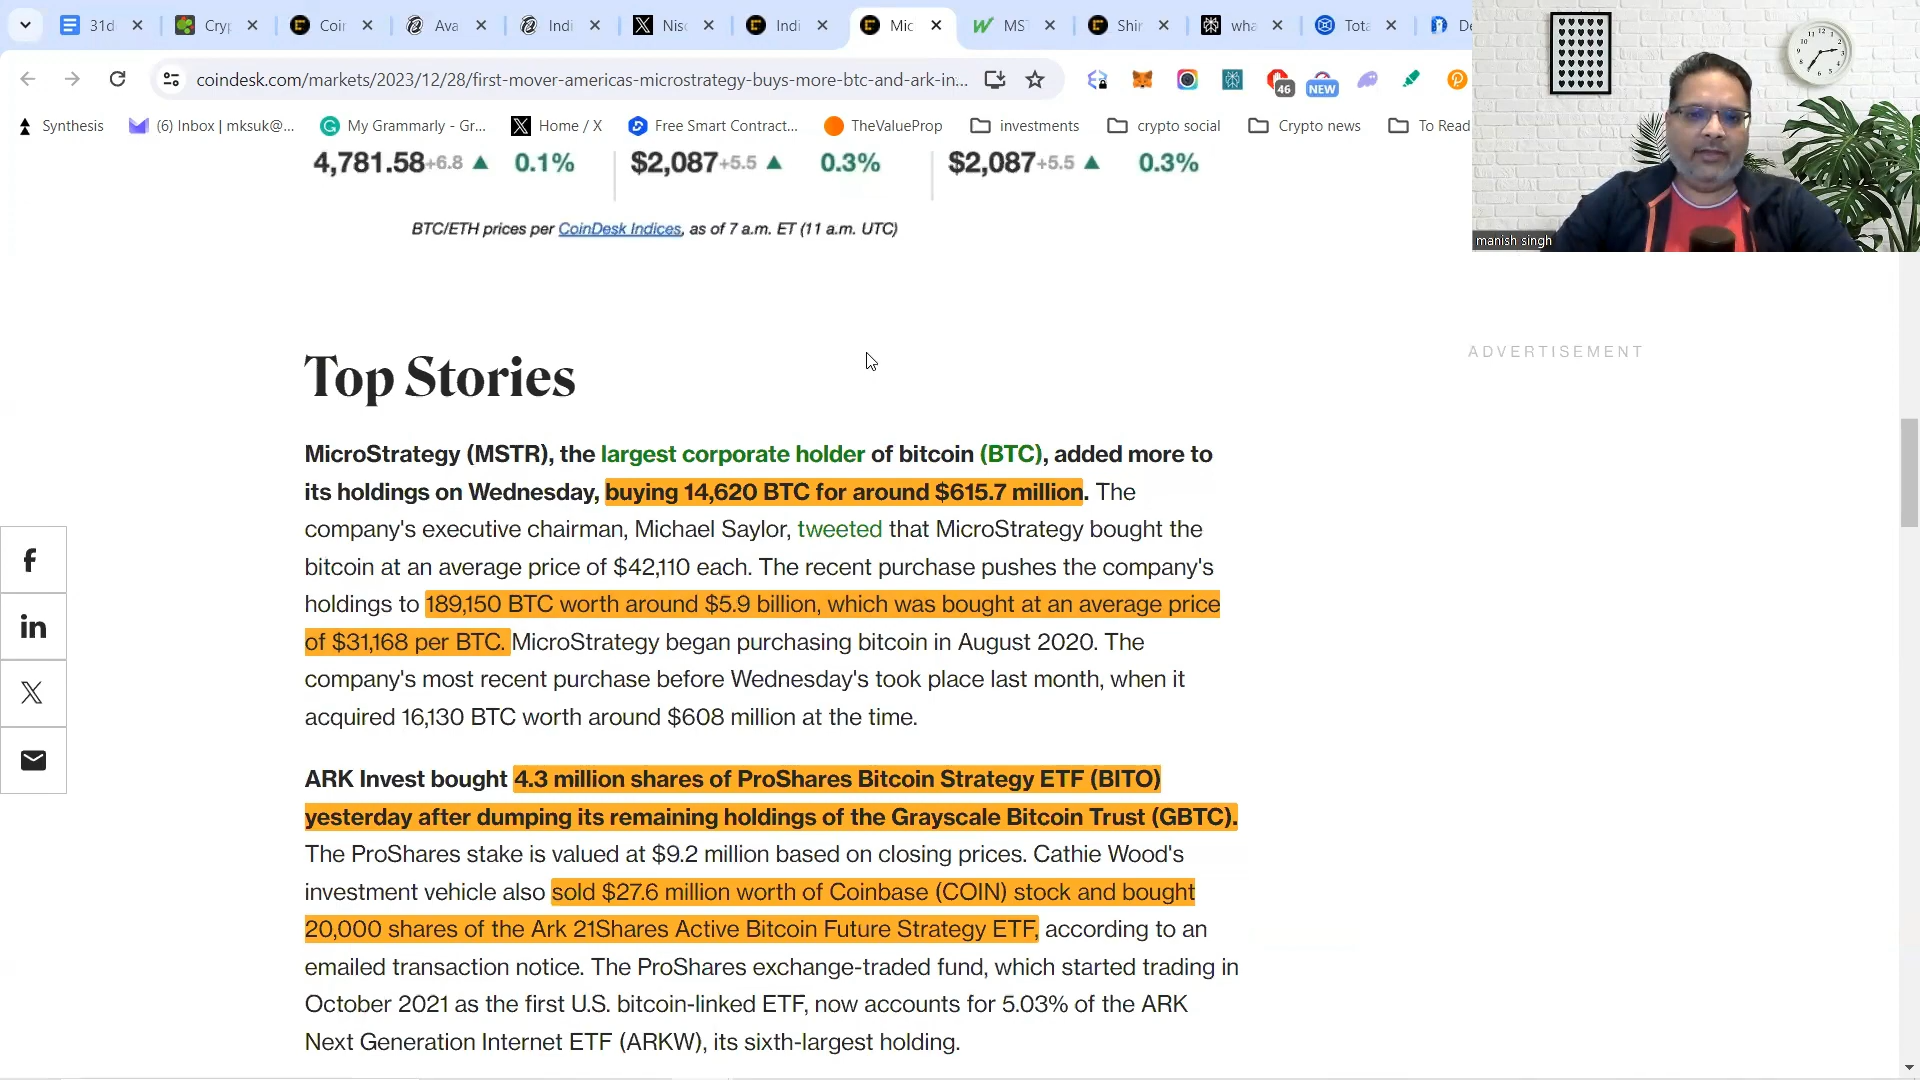 31d
Cryp
Coin
Ava
Indi
Nisc
Indi
Mic
MST
Shir
wha
Tota
De
coindesk.com/markets/2023/12/28/first-mover-americas-microstrategy-buys-more-btc-and-ark-in...
46
NEW
Synthesis
(6) Inbox | mksuk@...
My Grammarly - Gr...
Home / X
Free Smart Contract...
TheValueProp
investments
crypto social
Crypto news
To Read
manish singh
4,781.58+6.8 ▲ 0.1%
$2,087+5.5 ▲ 0.3%
$2,087+5.5 ▲ 0.3%
BTC/ETH prices per CoinDesk Indices, as of 7 a.m. ET (11 a.m. UTC)
ADVERTISEMENT
Top Stories
MicroStrategy (MSTR), the largest corporate holder of bitcoin (BTC), added more to
its holdings on Wednesday, buying 14,620 BTC for around $615.7 million. The
company's executive chairman, Michael Saylor, tweeted that MicroStrategy bought the
bitcoin at an average price of $42,110 each. The recent purchase pushes the company's
holdings to 189,150 BTC worth around $5.9 billion, which was bought at an average price
of $31,168 per BTC. MicroStrategy began purchasing bitcoin in August 2020. The
company's most recent purchase before Wednesday's took place last month, when it
acquired 16,130 BTC worth around $608 million at the time.
ARK Invest bought 4.3 million shares of ProShares Bitcoin Strategy ETF (BITO)
yesterday after dumping its remaining holdings of the Grayscale Bitcoin Trust (GBTC).
The ProShares stake is valued at $9.2 million based on closing prices. Cathie Wood's
investment vehicle also sold $27.6 million worth of Coinbase (COIN) stock and bought
20,000 shares of the Ark 21Shares Active Bitcoin Future Strategy ETF, according to an
emailed transaction notice. The ProShares exchange-traded fund, which started trading in
October 2021 as the first U.S. bitcoin-linked ETF, now accounts for 5.03% of the ARK
Next Generation Internet ETF (ARKW), its sixth-largest holding.